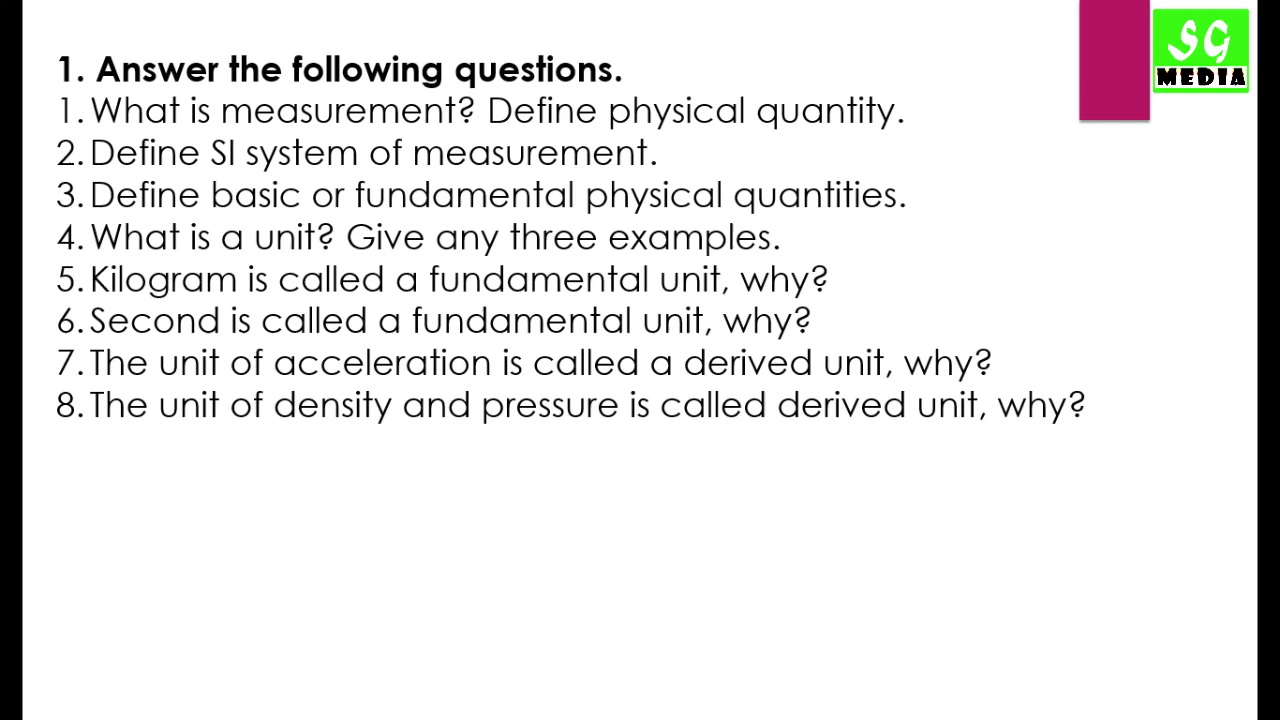 SG
MEDIA
1. Answer the following questions.
1. What is measurement? Define physical quantity.
2. Define SI system of measurement.
3. Define basic or fundamental physical quantities.
4. What is a unit? Give any three examples.
5. Kilogram is called a fundamental unit, why?
6. Second is called a fundamental unit, why?
7. The unit of acceleration is called a derived unit, why?
8. The unit of density and pressure is called derived unit, why?